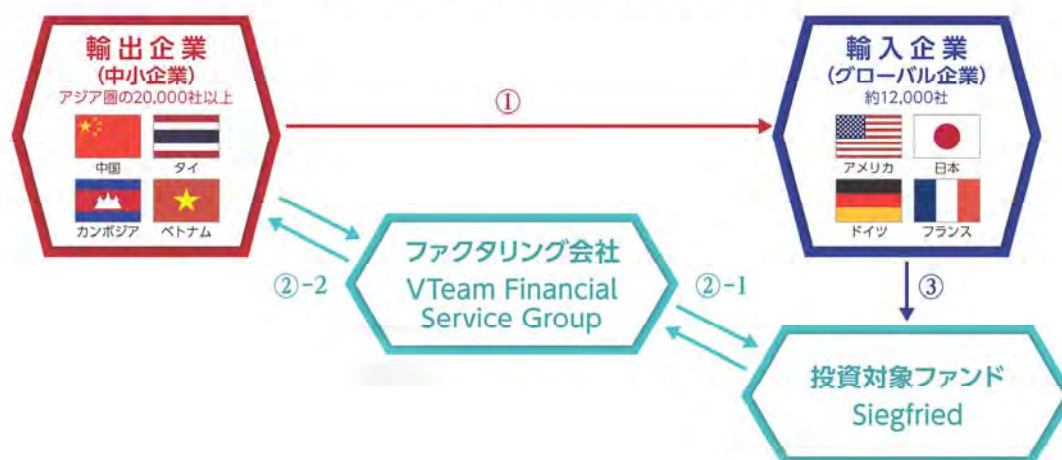 輸出企業
(中小企業)
アジア圏の20,000社以上
中国
タイ
カンボジア
ベトナム
①
輸入企業
(グローバル企業)
約12,000社
アメリカ
日本
ドイツ
フランス
②-2
ファクタリング会社
VTeam Financial
Service Group
②-1
③
投資対象ファンド
Siegfried